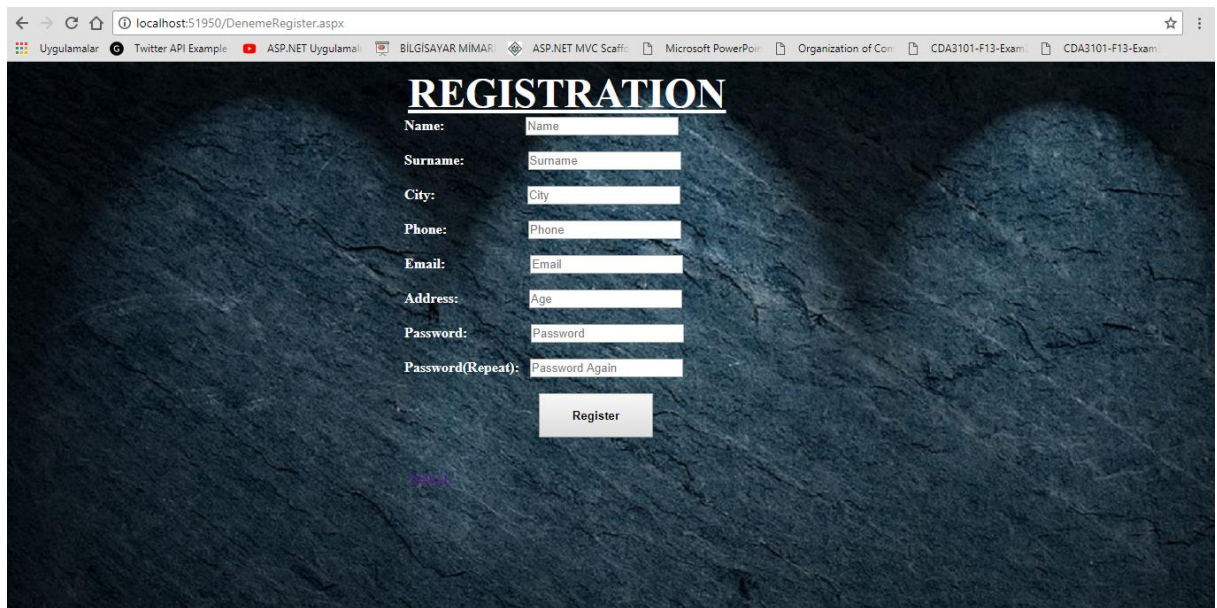 localhost:51950/DenemeRegister.aspx
Uygulamalar Twitter API Example ASP.NET Uygulamal BİLGİSAYAR MİMAR ASP.NET MVC Scaffo Microsoft PowerPoin Organization of Com CDA3101-F13-Exam CDA3101-F13-Exam
REGISTRATION
Name: Name
Surname: Surname
City: City
Phone: Phone
Email: Email
Address: Age
Password: Password
Password(Repeat): Password Again
Register